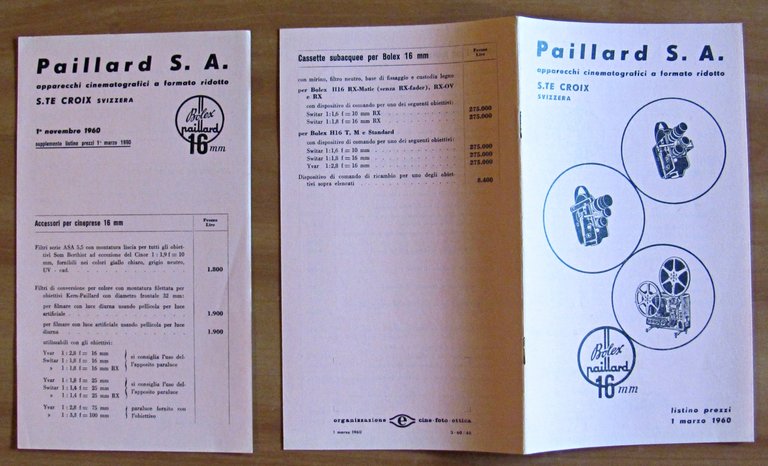 Paillard S. A.
apparecchi cinematografici a formato ridotto
S.TE CROIX
SVIZZERA
1º novembre 1960
supplemento listino prezzi 1º marzo 1960
Bolex
paillard
16 mm
Accessori per cineprese 16 mm
Prezzo
Lire
Filtri serie ASA 5,5 con montatura liscia per tutti gli obiet-
tivi Som Berthiot ad eccezione del Cinor 1 : 1,9 f = 10
mm, fornibili nei colori giallo chiaro, grigio neutro,
UV - cad. 1.800
Filtri di conversione per colore con montatura filettata per
obiettivi Kern-Paillard con diametro frontale 32 mm:
per filmare con luce diurna usando pellicola per luce
artificiale 1.900
per filmare con luce artificiale usando pellicola per luce
diurna 1.900
utilizzabili con gli obiettivi:
Yvar 1 : 2,8 f = 16 mm
Switar 1 : 1,8 f = 16 mm
» 1 : 1,8 f = 16 mm RX
si consiglia l'uso del-
l'apposito paraluce
Yvar 1 : 1,8 f = 25 mm
Switar 1 : 1,4 f = 25 mm
» 1 : 1,4 f = 25 mm RX
si consiglia l'uso del-
l'apposito paraluce
Yvar 1 : 2,8 f = 75 mm
» 1 : 3,3 f = 100 mm
paraluce fornito con
l'obiettivo
Cassette subacquee per Bolex 16 mm
Prezzo
Lire
con mirino, filtro neutro, base di fissaggio e custodia legno
per Bolex H16 RX-Matic (senza RX-fader), RX-OV
e RX
con dispositivo di comando per uno dei seguenti obiettivi:
Switar 1 : 1,6 f = 10 mm RX 275.000
Switar 1 : 1,8 f = 16 mm RX 275.000
per Bolex H16 T, M e Standard
con dispositivo di comando per uno dei seguenti obiettivi:
Switar 1 : 1,6 f = 10 mm 275.000
Switar 1 : 1,8 f = 16 mm 275.000
Yvar 1 : 2,8 f = 16 mm 275.000
Dispositivo di comando di ricambio per uno degli obiet-
tivi sopra elencati 8.400
organizzazione e cine-foto-ottica
1 marzo 1960 3 - 60/40
Paillard S. A.
apparecchi cinematografici a formato ridotto
S.TE CROIX
SVIZZERA
Bolex
paillard
16 mm
listino prezzi
1 marzo 1960